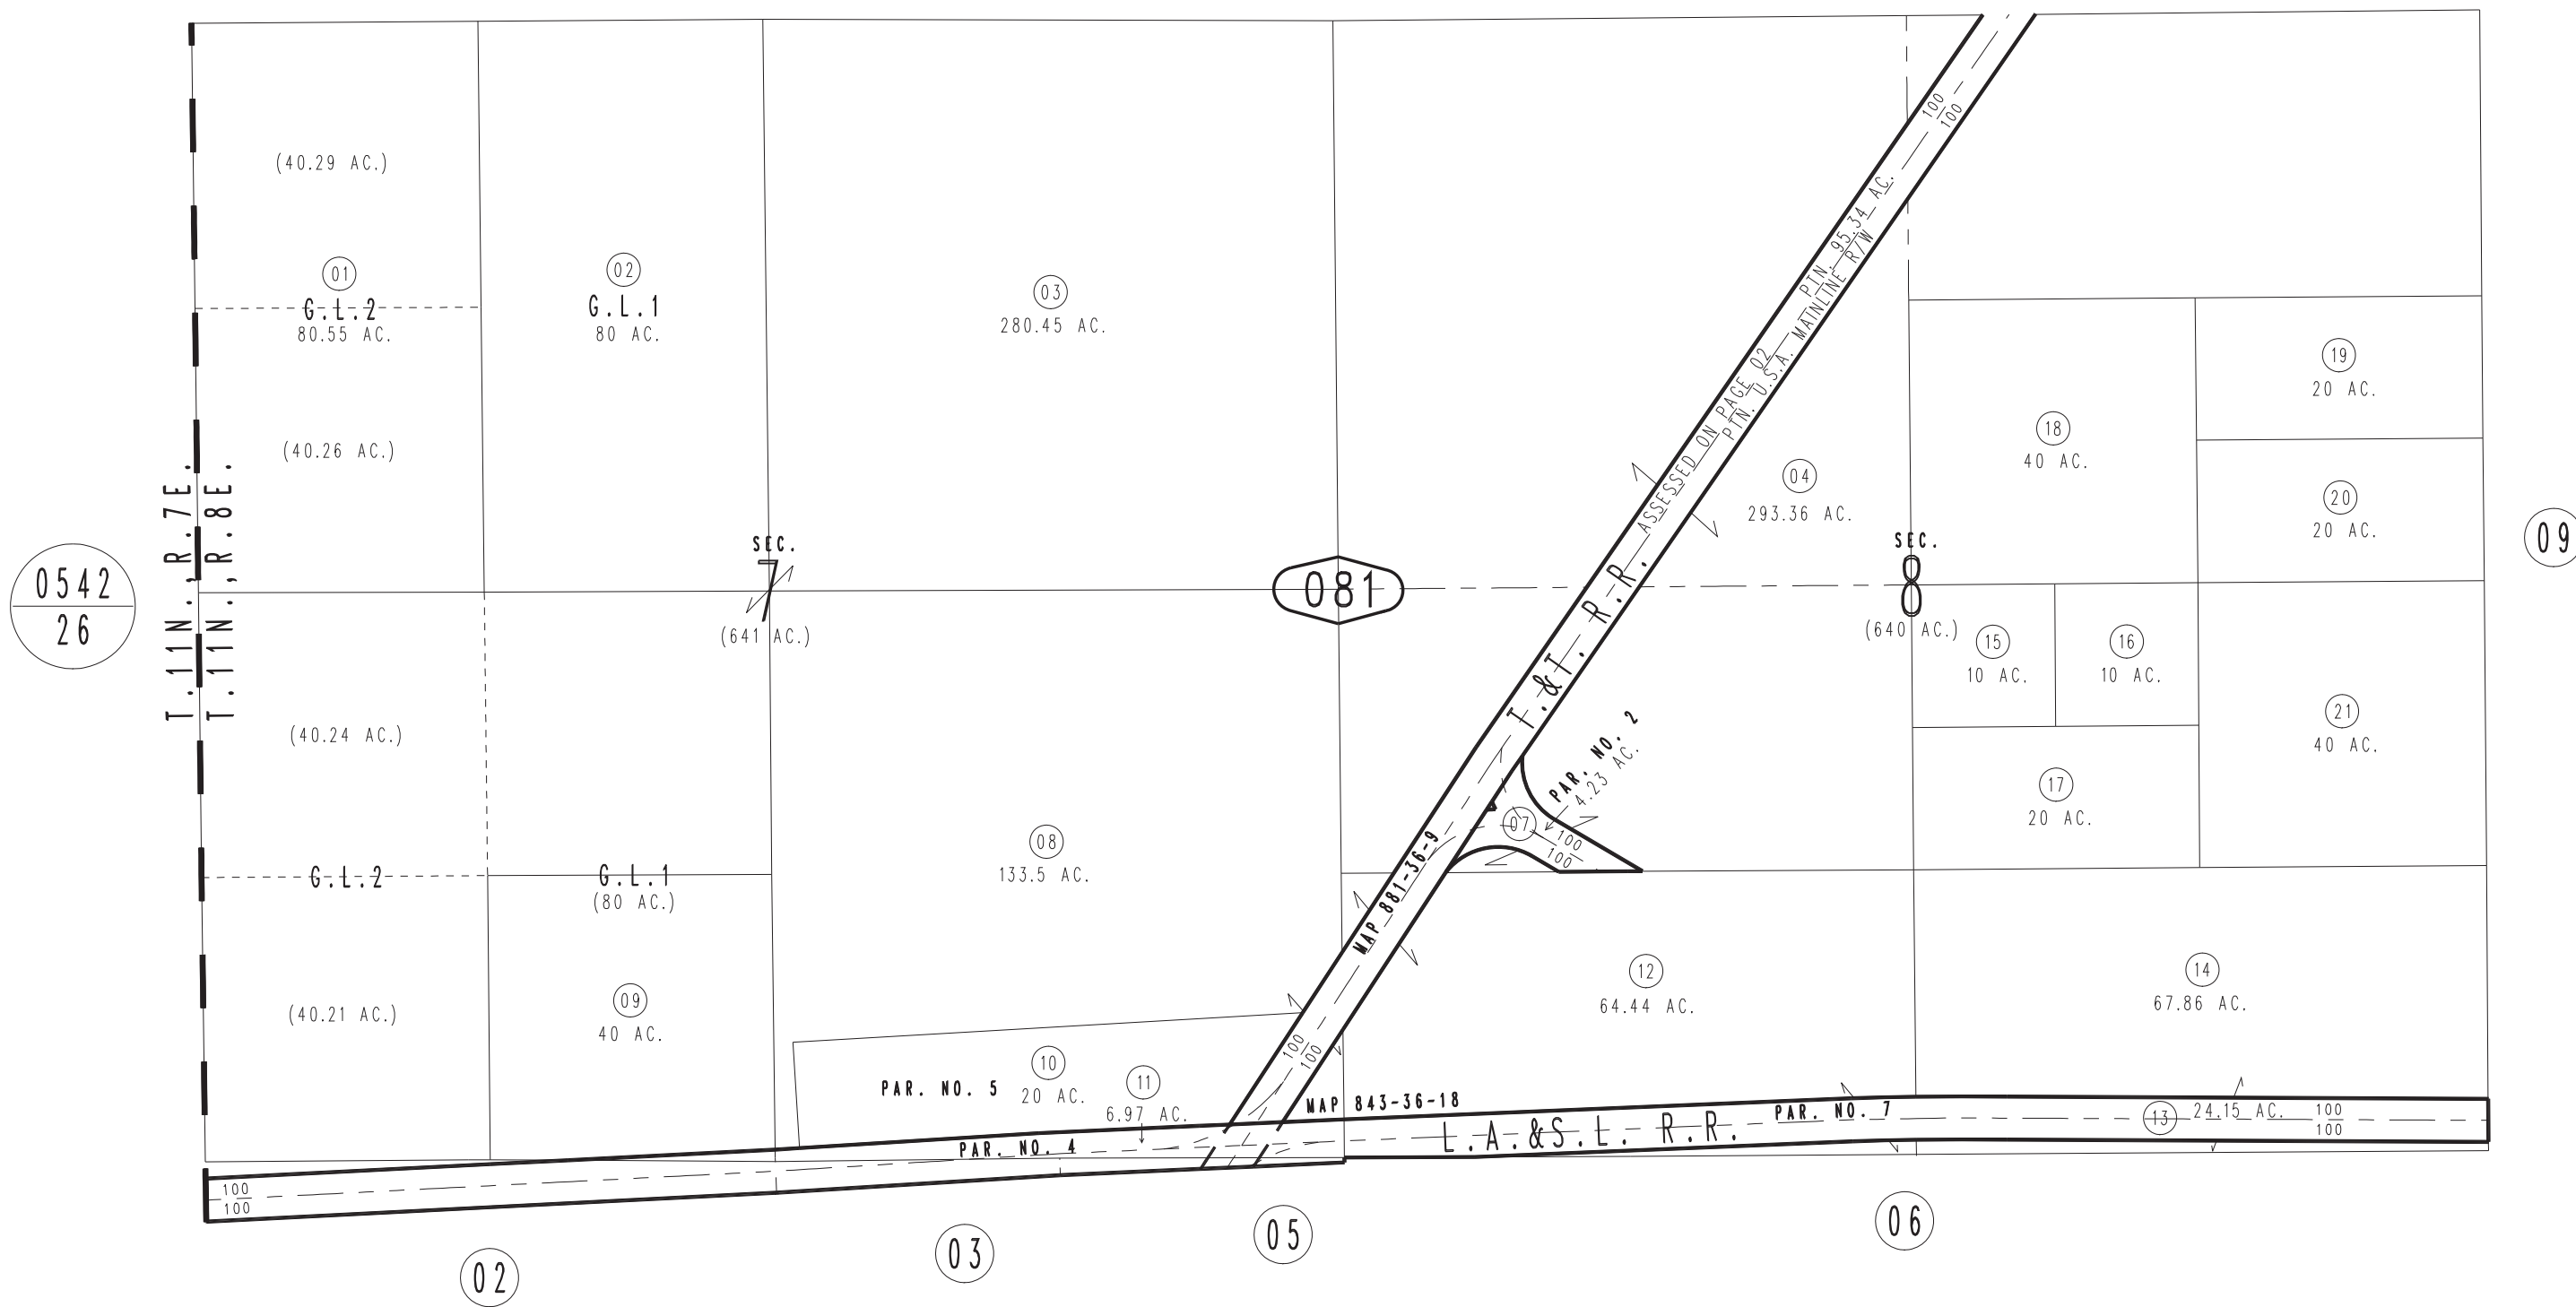 (40.29 AC.)
01
G.L.2
80.55 AC.
(40.26 AC.)
02
G.L.1
80 AC.
03
280.45 AC.
100
100
PTN. 95.34 AC.
ASSESSED ON PAGE 02
PTN. U.S.A. MAINLINE R/W
T.&T. R.R.
04
293.36 AC.
18
40 AC.
19
20 AC.
20
20 AC.
09
T.11N.,R.7E.
T.11N.,R.8E.
0542
26
SEC.
7
(641 AC.)
081
SEC.
8
(640 AC.)
15
10 AC.
16
10 AC.
21
40 AC.
17
20 AC.
(40.24 AC.)
G.L.2
G.L.1
(80 AC.)
08
133.5 AC.
PAR. NO. 2
4.23 AC.
07
100
100
MAP 881-36-9
(40.21 AC.)
09
40 AC.
12
64.44 AC.
14
67.86 AC.
100
100
PAR. NO. 5
10
20 AC.
11
6.97 AC.
MAP 843-36-18
PAR. NO. 4
L.A.&S.L. R.R.
PAR. NO. 7
13
24.15 AC.
100
100
100
100
02
03
05
06